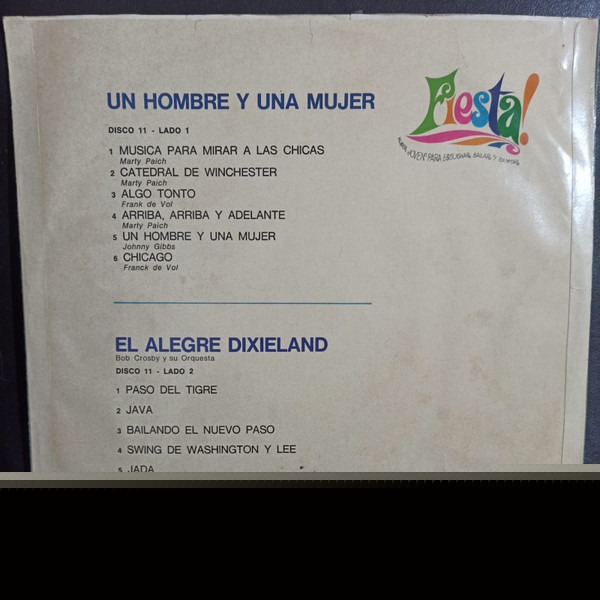 UN HOMBRE Y UNA MUJER
Fiesta!
DISCO 11 - LADO 1
1 MUSICA PARA MIRAR A LAS CHICAS
Marty Paich
2 CATEDRAL DE WINCHESTER
Marty Paich
3 ALGO TONTO
Frank de Vol
4 ARRIBA, ARRIBA Y ADELANTE
Marty Paich
5 UN HOMBRE Y UNA MUJER
Johnny Gibbs
6 CHICAGO
Franck de Vol
EL ALEGRE DIXIELAND
Bob Crosby y su Orquesta
DISCO 11 - LADO 2
1 PASO DEL TIGRE
2 JAVA
3 BAILANDO EL NUEVO PASO
4 SWING DE WASHINGTON Y LEE
5 JADA